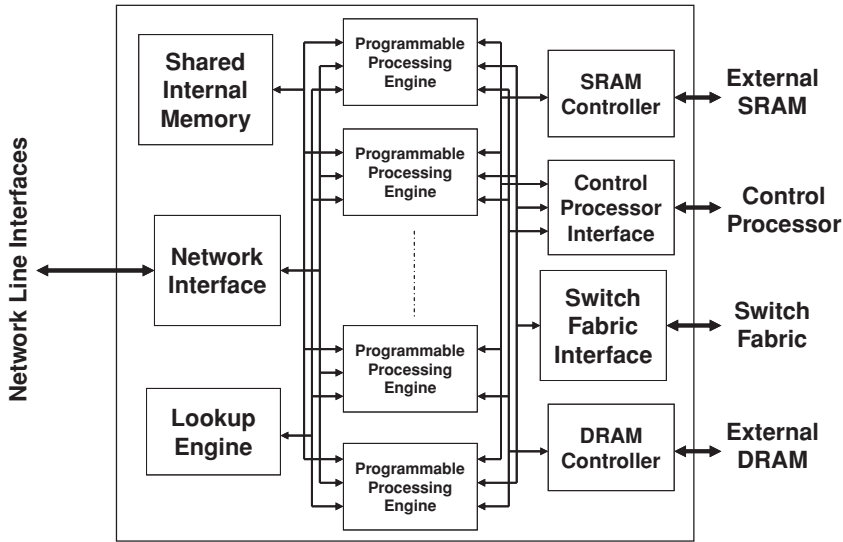 Network Line Interfaces
Shared
Internal
Memory
Network
Interface
Lookup
Engine
Programmable
Processing
Engine
Programmable
Processing
Engine
Programmable
Processing
Engine
Programmable
Processing
Engine
SRAM
Controller
Control
Processor
Interface
Switch
Fabric
Interface
DRAM
Controller
External
SRAM
Control
Processor
Switch
Fabric
External
DRAM